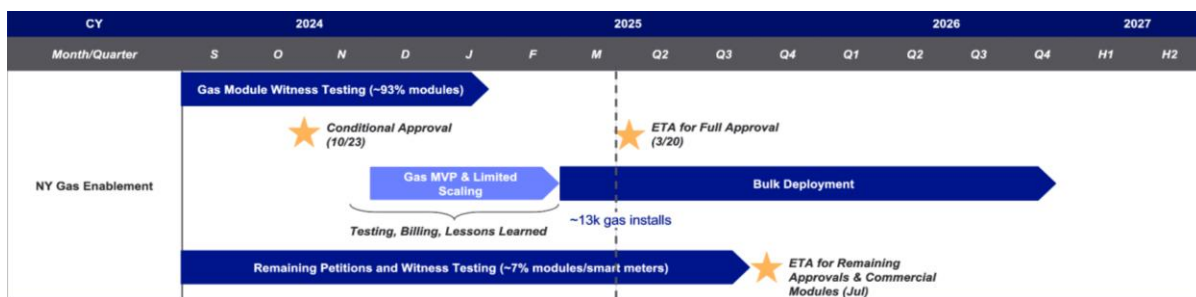 CY 2024 2025 2026 2027
Month/Quarter S O N D J F M Q2 Q3 Q4 Q1 Q2 Q3 Q4 H1 H2
Gas Module Witness Testing (~93% modules)
Conditional Approval
(10/23)
ETA for Full Approval
(3/20)
NY Gas Enablement
Gas MVP & Limited
Scaling
Bulk Deployment
~13k gas installs
Testing, Billing, Lessons Learned
Remaining Petitions and Witness Testing (~7% modules/smart meters)
ETA for Remaining
Approvals & Commercial
Modules (Jul)